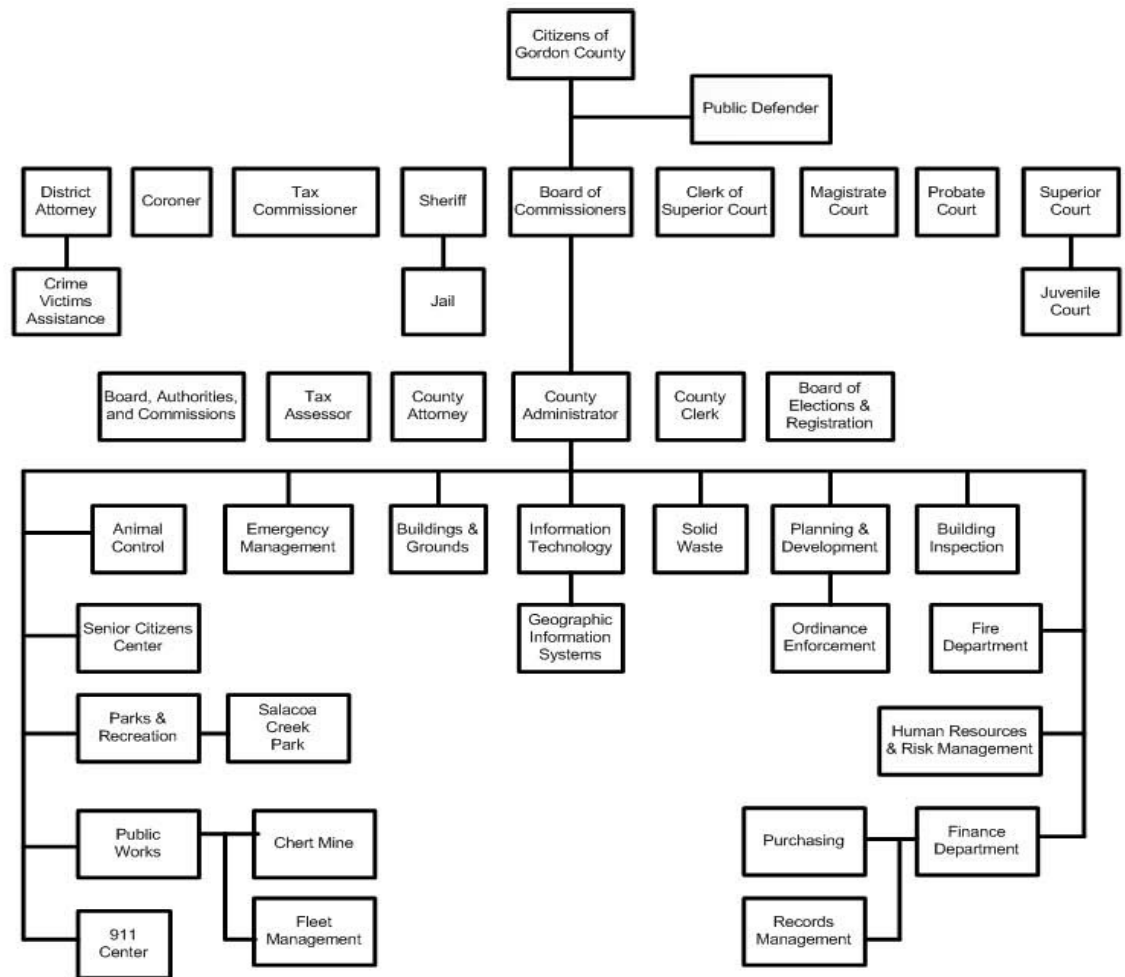 Citizens of
Gordon County
Public Defender
District
Attorney
Coroner
Tax
Commissioner
Sheriff
Board of
Commissioners
Clerk of
Superior Court
Magistrate
Court
Probate
Court
Superior
Court
Crime
Victims
Assistance
Jail
Juvenile
Court
Board, Authorities,
and Commissions
Tax
Assessor
County
Attorney
County
Administrator
County
Clerk
Board of
Elections &
Registration
Animal
Control
Emergency
Management
Buildings &
Grounds
Information
Technology
Solid
Waste
Planning &
Development
Building
Inspection
Senior Citizens
Center
Geographic
Information
Systems
Ordinance
Enforcement
Fire
Department
Parks &
Recreation
Salacoa
Creek
Park
Human Resources
& Risk Management
Public
Works
Chert Mine
Purchasing
Finance
Department
911
Center
Fleet
Management
Records
Management